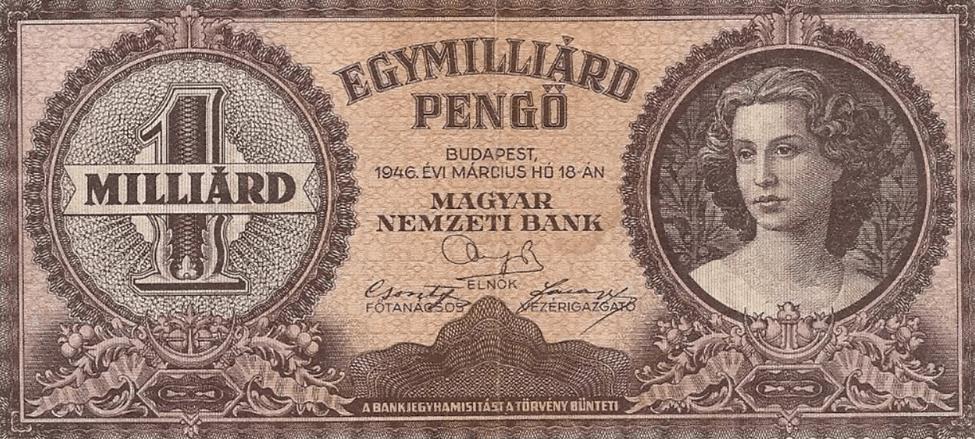 1
MILLIÁRD
EGYMILLIÁRD
PENGŐ
BUDAPEST,
1946. ÉVI MÁRCIUS HÓ 18-ÁN
MAGYAR
NEMZETI BANK
ELNÖK
FŐTANÁCSOS VEZÉRIGAZGATÓ
A BANKJEGYHAMISITÁST A TÖRVÉNY BÜNTETI